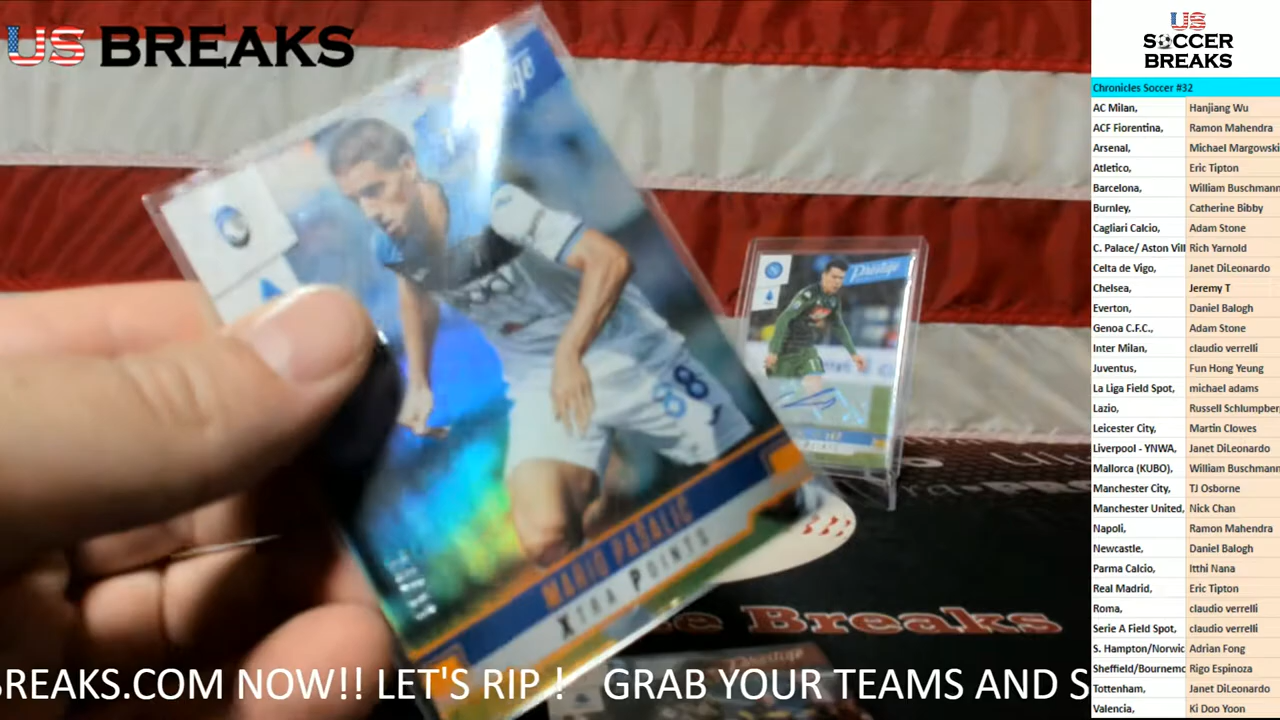 US BREAKS
Prestige
88
MARIO PAŠALIĆ
XTRA POINTS
BREAKS.COM NOW!! LET'S RIP ! GRAB YOUR TEAMS AND S
US
SOCCER
BREAKS
Chronicles Soccer #32
AC Milan, Hanjiang Wu
ACF Fiorentina, Ramon Mahendra
Arsenal, Michael Margowski
Atletico, Eric Tipton
Barcelona, William Buschmann
Burnley, Catherine Bibby
Cagliari Calcio, Adam Stone
C. Palace/ Aston Vill Rich Yarnold
Celta de Vigo, Janet DiLeonardo
Chelsea, Jeremy T
Everton, Daniel Balogh
Genoa C.F.C., Adam Stone
Inter Milan, claudio verrelli
Juventus, Fun Hong Yeung
La Liga Field Spot, michael adams
Lazio, Russell Schlumber
Leicester City, Martin Clowes
Liverpool - YNWA, Janet DiLeonardo
Mallorca (KUBO), William Buschmann
Manchester City, TJ Osborne
Manchester United, Nick Chan
Napoli, Ramon Mahendra
Newcastle, Daniel Balogh
Parma Calcio, Itthi Nana
Real Madrid, Eric Tipton
Roma, claudio verrelli
Serie A Field Spot, claudio verrelli
S. Hampton/Norwic Adrian Fong
Sheffield/Bournemo Rigo Espinoza
Tottenham, Janet DiLeonardo
Valencia, Ki Doo Yoon